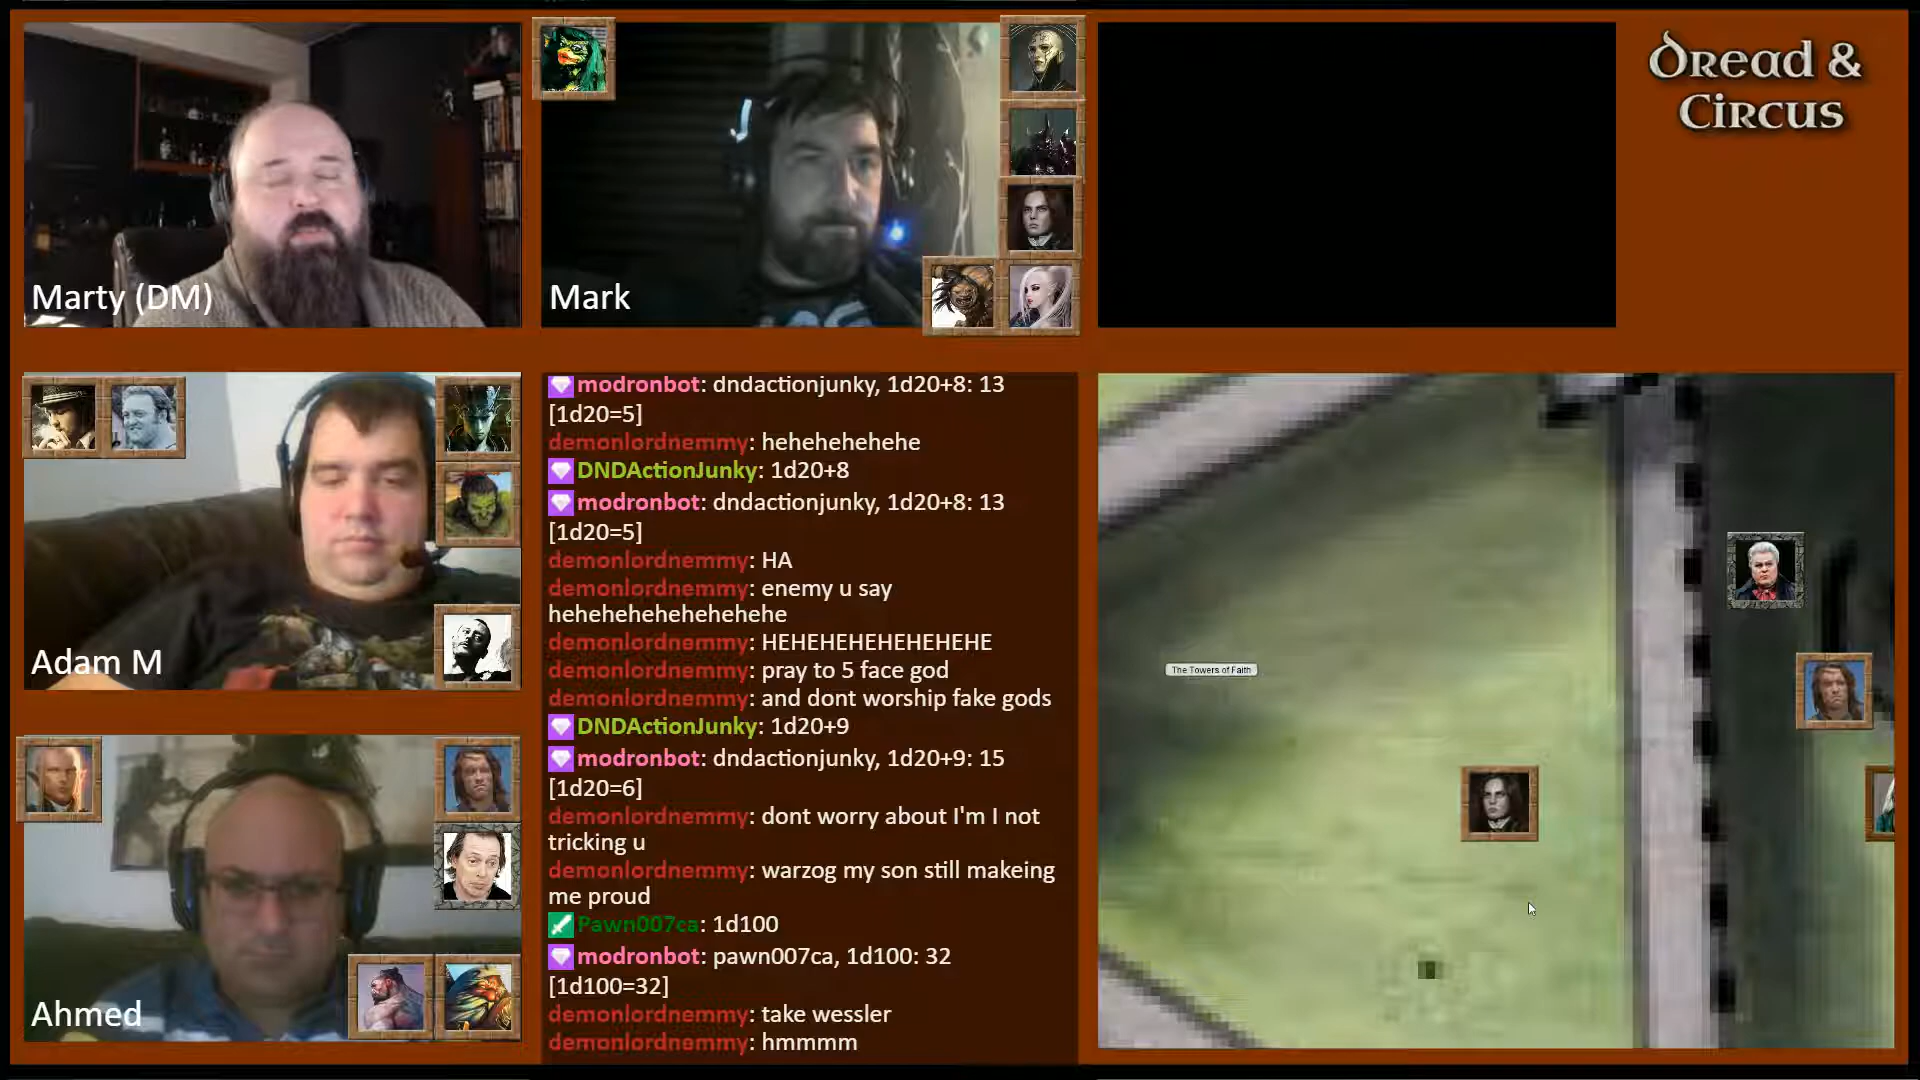 Dread &
Circus
Marty (DM)
Mark
Adam M
Ahmed
modronbot: dndactionjunky, 1d20+8: 13
[1d20=5]
demonlordnemmy: hehehehehehe
DNDActionJunky: 1d20+8
modronbot: dndactionjunky, 1d20+8: 13
[1d20=5]
demonlordnemmy: HA
demonlordnemmy: enemy u say
hehehehehehehehehe
demonlordnemmy: HEHEHEHEHEHEHEHE
demonlordnemmy: pray to 5 face god
demonlordnemmy: and dont worship fake gods
DNDActionJunky: 1d20+9
modronbot: dndactionjunky, 1d20+9: 15
[1d20=6]
demonlordnemmy: dont worry about I'm I not
tricking u
demonlordnemmy: warzog my son still makeing
me proud
Pawn007ca: 1d100
modronbot: pawn007ca, 1d100: 32
[1d100=32]
demonlordnemmy: take wessler
demonlordnemmy: hmmmm
The Towers of Faith